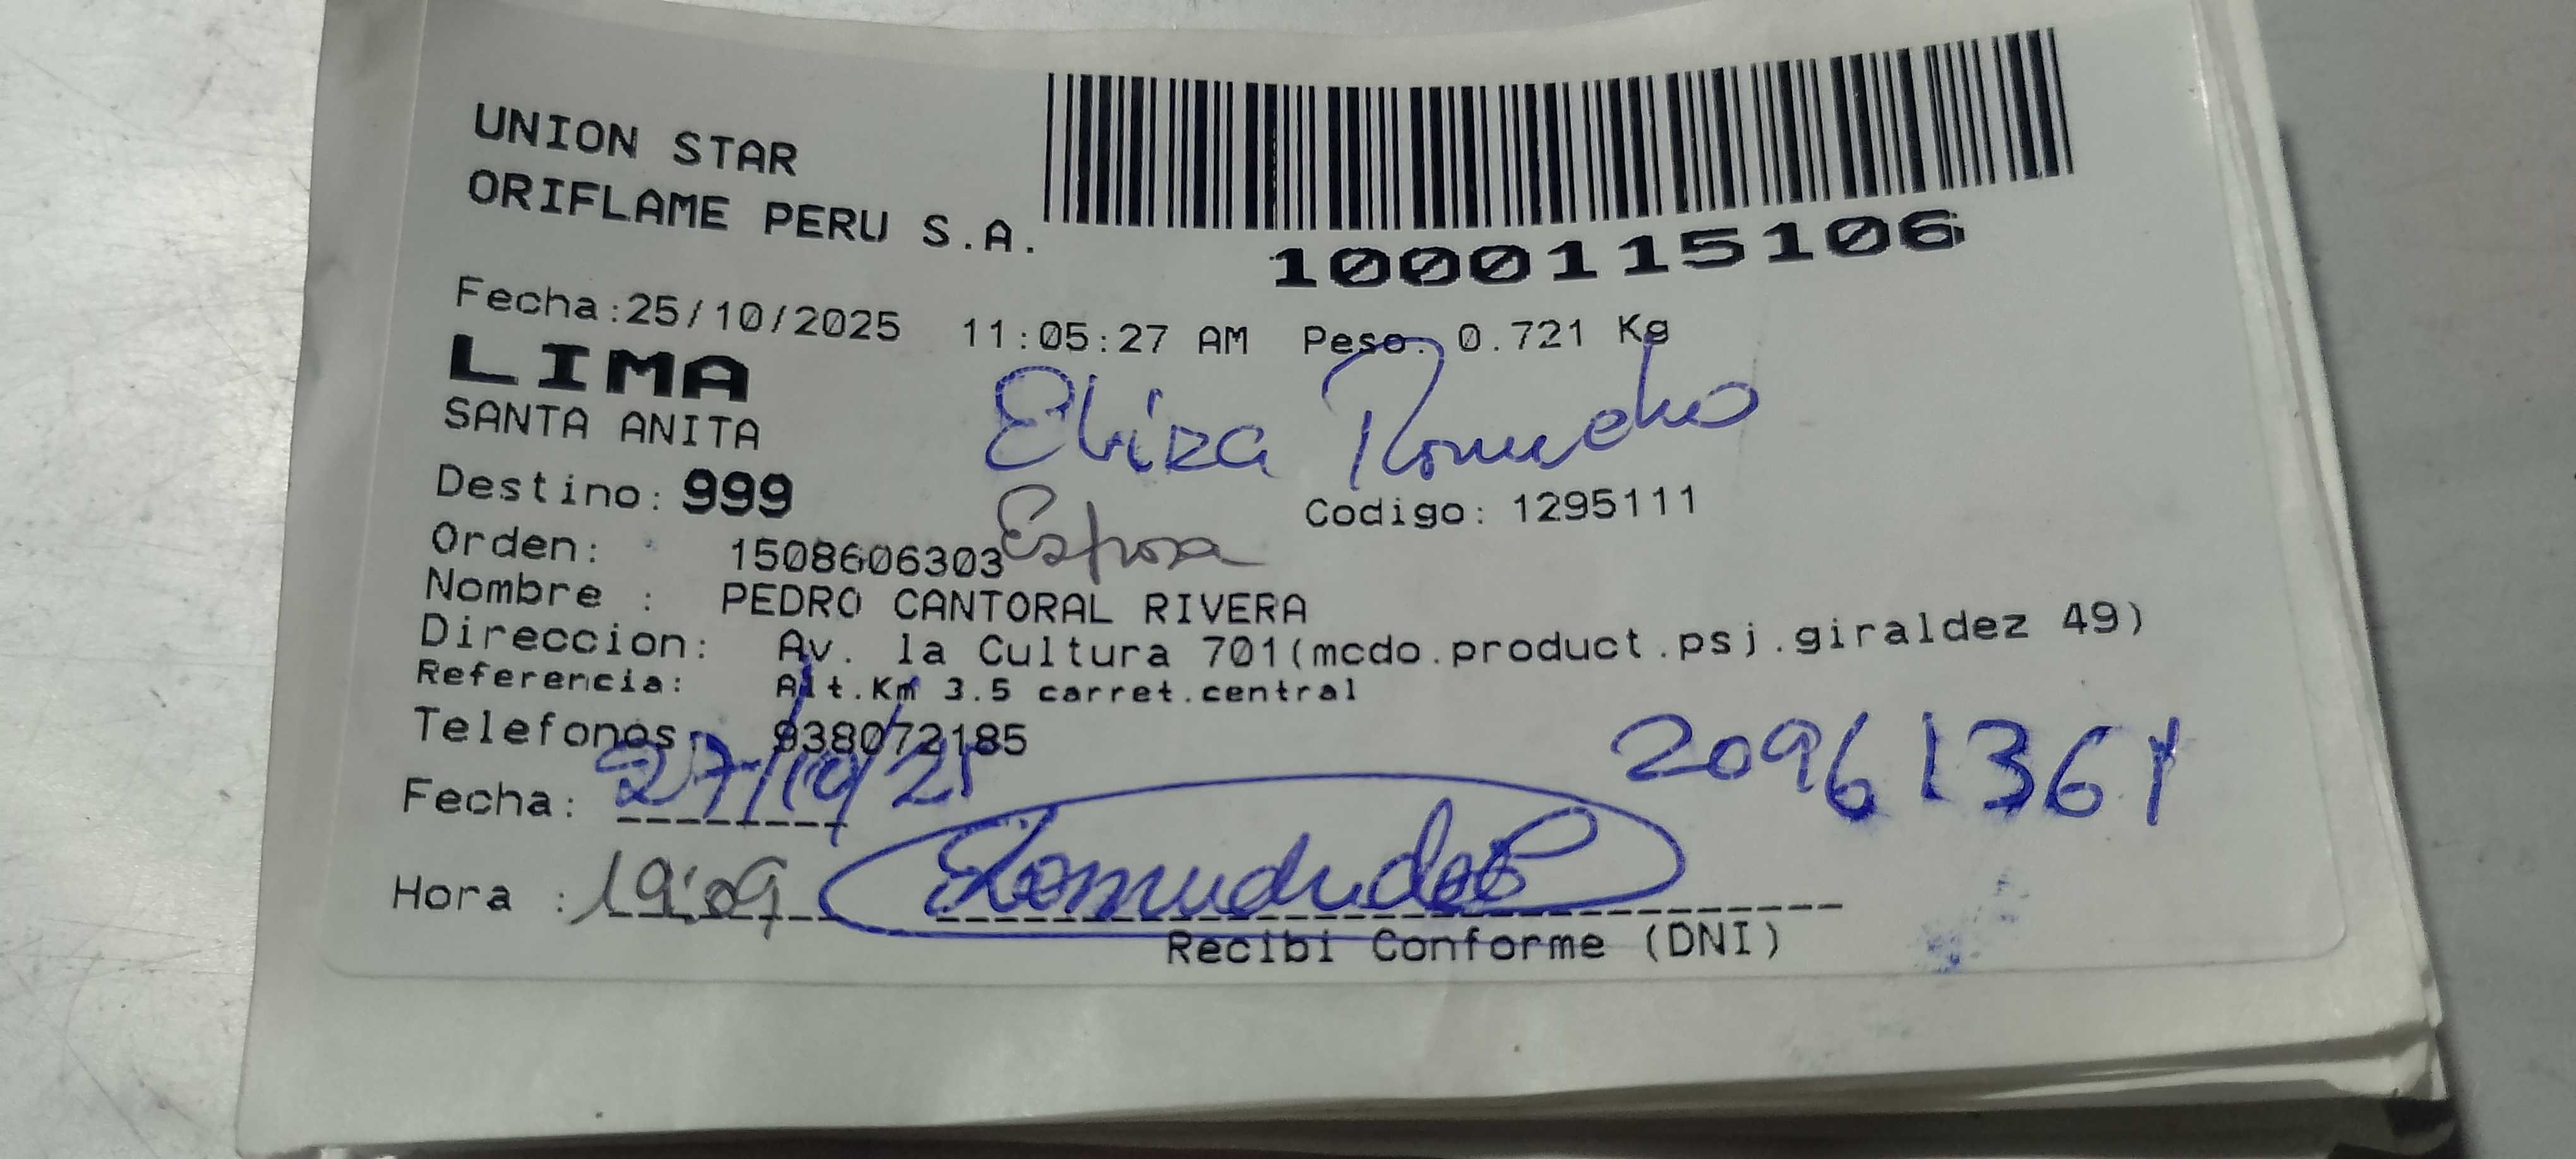 UNION STAR
ORIFLAME PERU S.A.
1000115106
Fecha:25/10/2025 11:05:27 AM Peso: 0.721 Kg
LIMA
SANTA ANITA
Eliza
Destino: 999
Codigo: 1295111
Orden: 1508606303
Esposa
Nombre : PEDRO CANTORAL RIVERA
Direccion: Av. la Cultura 701(mcdo.product.psj.giraldez 49)
Referencia: Alt.Km 3.5 carret.central
Telefonos: 938072185
20961361
Fecha: 27/10/25
Hora : 19:09
Recibi Conforme (DNI)